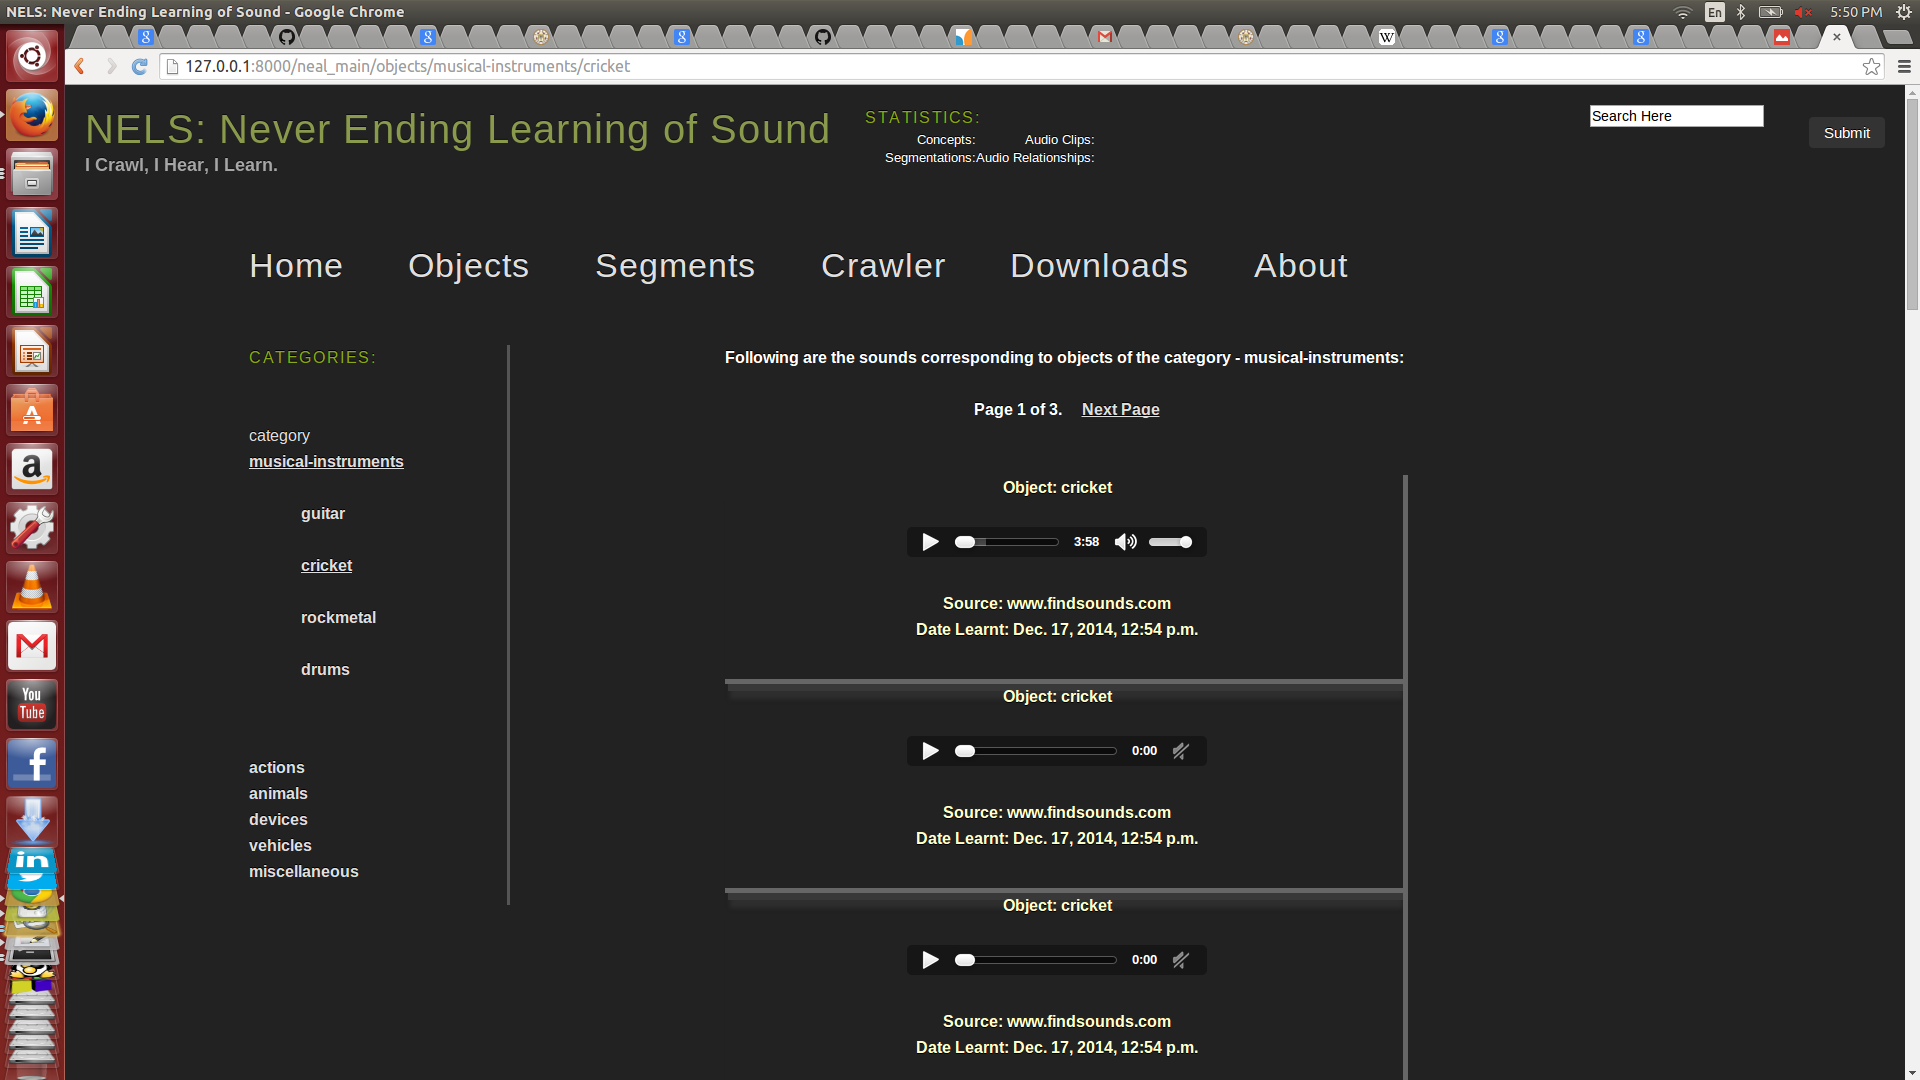 NELS: Never Ending Learning of Sound - Google Chrome
En
5:50 PM
127.0.0.1:8000/neal_main/objects/musical-instruments/cricket
NELS: Never Ending Learning of Sound
I Crawl, I Hear, I Learn.
STATISTICS:
Concepts: Audio Clips:
Segmentations: Audio Relationships:
Search Here
Submit
Home Objects Segments Crawler Downloads About
CATEGORIES:
category
musical-instruments
guitar
cricket
rockmetal
drums
actions
animals
devices
vehicles
miscellaneous
Following are the sounds corresponding to objects of the category - musical-instruments:
Page 1 of 3. Next Page
Object: cricket
3:58
Source: www.findsounds.com
Date Learnt: Dec. 17, 2014, 12:54 p.m.
Object: cricket
0:00
Source: www.findsounds.com
Date Learnt: Dec. 17, 2014, 12:54 p.m.
Object: cricket
0:00
Source: www.findsounds.com
Date Learnt: Dec. 17, 2014, 12:54 p.m.
You
Tube
in